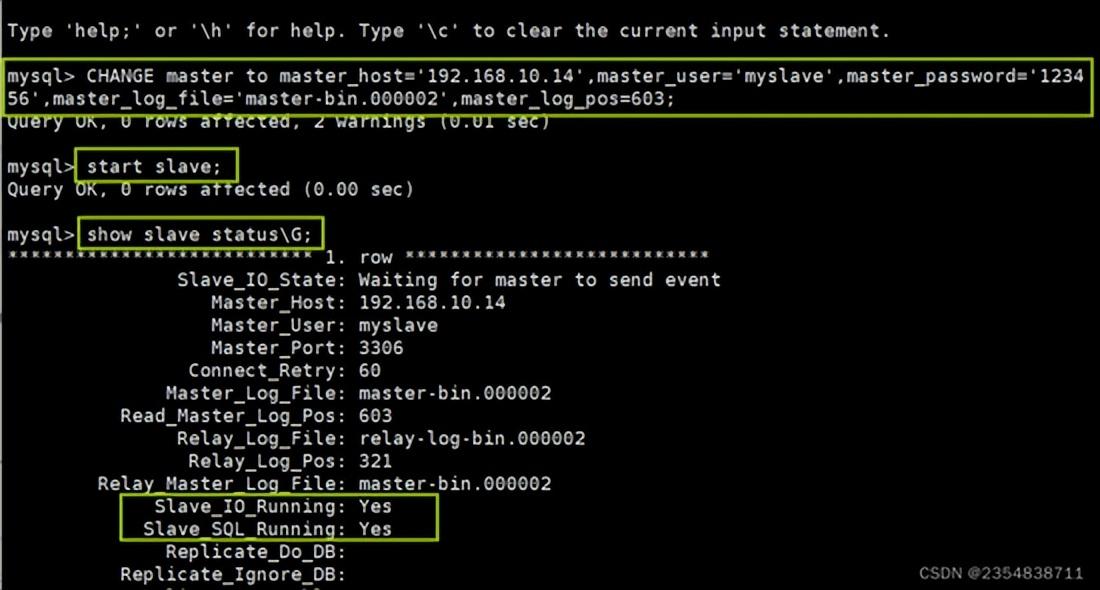 Type 'help;' or '\h' for help. Type '\c' to clear the current input statement.
mysql> CHANGE master to master_host='192.168.10.14',master_user='myslave',master_password='1234
56',master_log_file='master-bin.000002',master_log_pos=603;
Query OK, 0 rows affected, 2 warnings (0.01 sec)
mysql> start slave;
Query OK, 0 rows affected (0.00 sec)
mysql> show slave status\G;
*************************** 1. row ***************************
Slave_IO_State: Waiting for master to send event
Master_Host: 192.168.10.14
Master_User: myslave
Master_Port: 3306
Connect_Retry: 60
Master_Log_File: master-bin.000002
Read_Master_Log_Pos: 603
Relay_Log_File: relay-log-bin.000002
Relay_Log_Pos: 321
Relay_Master_Log_File: master-bin.000002
Slave_IO_Running: Yes
Slave_SQL_Running: Yes
Replicate_Do_DB:
Replicate_Ignore_DB:
CSDN @2354838711